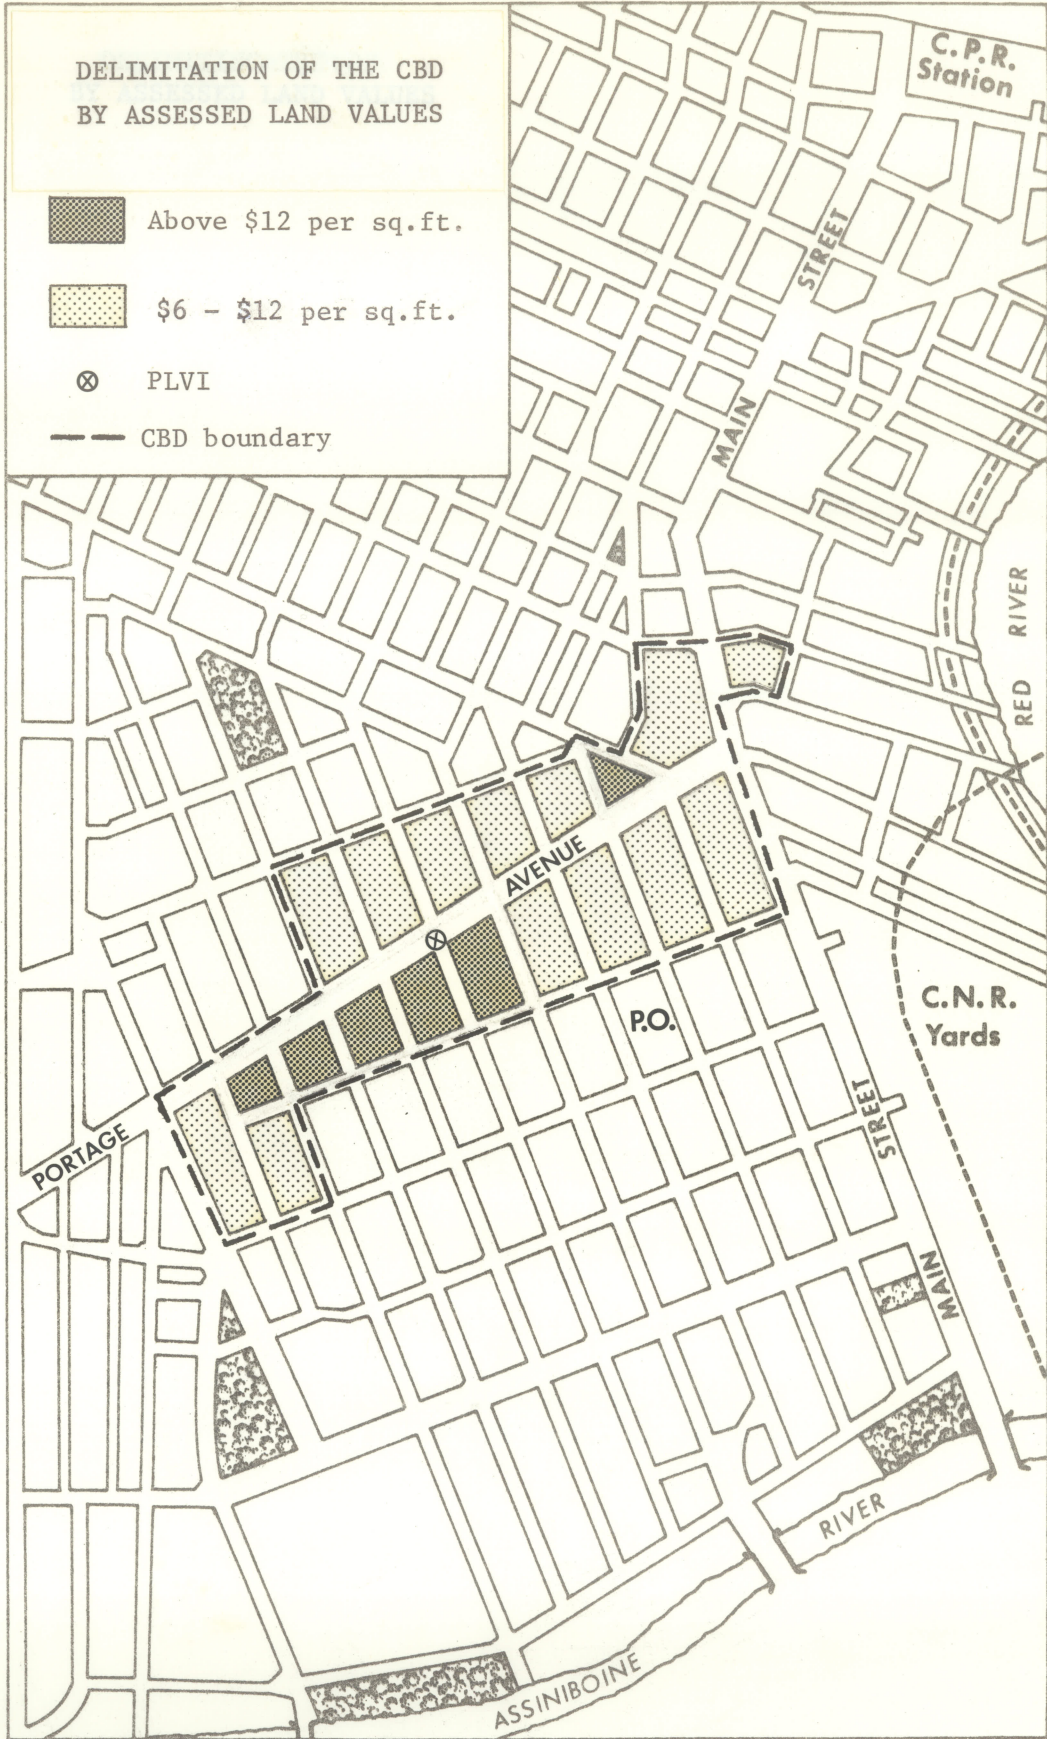 DELIMITATION OF THE CBD
BY ASSESSED LAND VALUES
Above $12 per sq.ft.
$6 - $12 per sq.ft.
PLVI
CBD boundary
C.P.R.
Station
STREET
MAIN
RED RIVER
AVENUE
C.N.R.
Yards
P.O.
PORTAGE
STREET
MAIN
RIVER
ASSINIBOINE